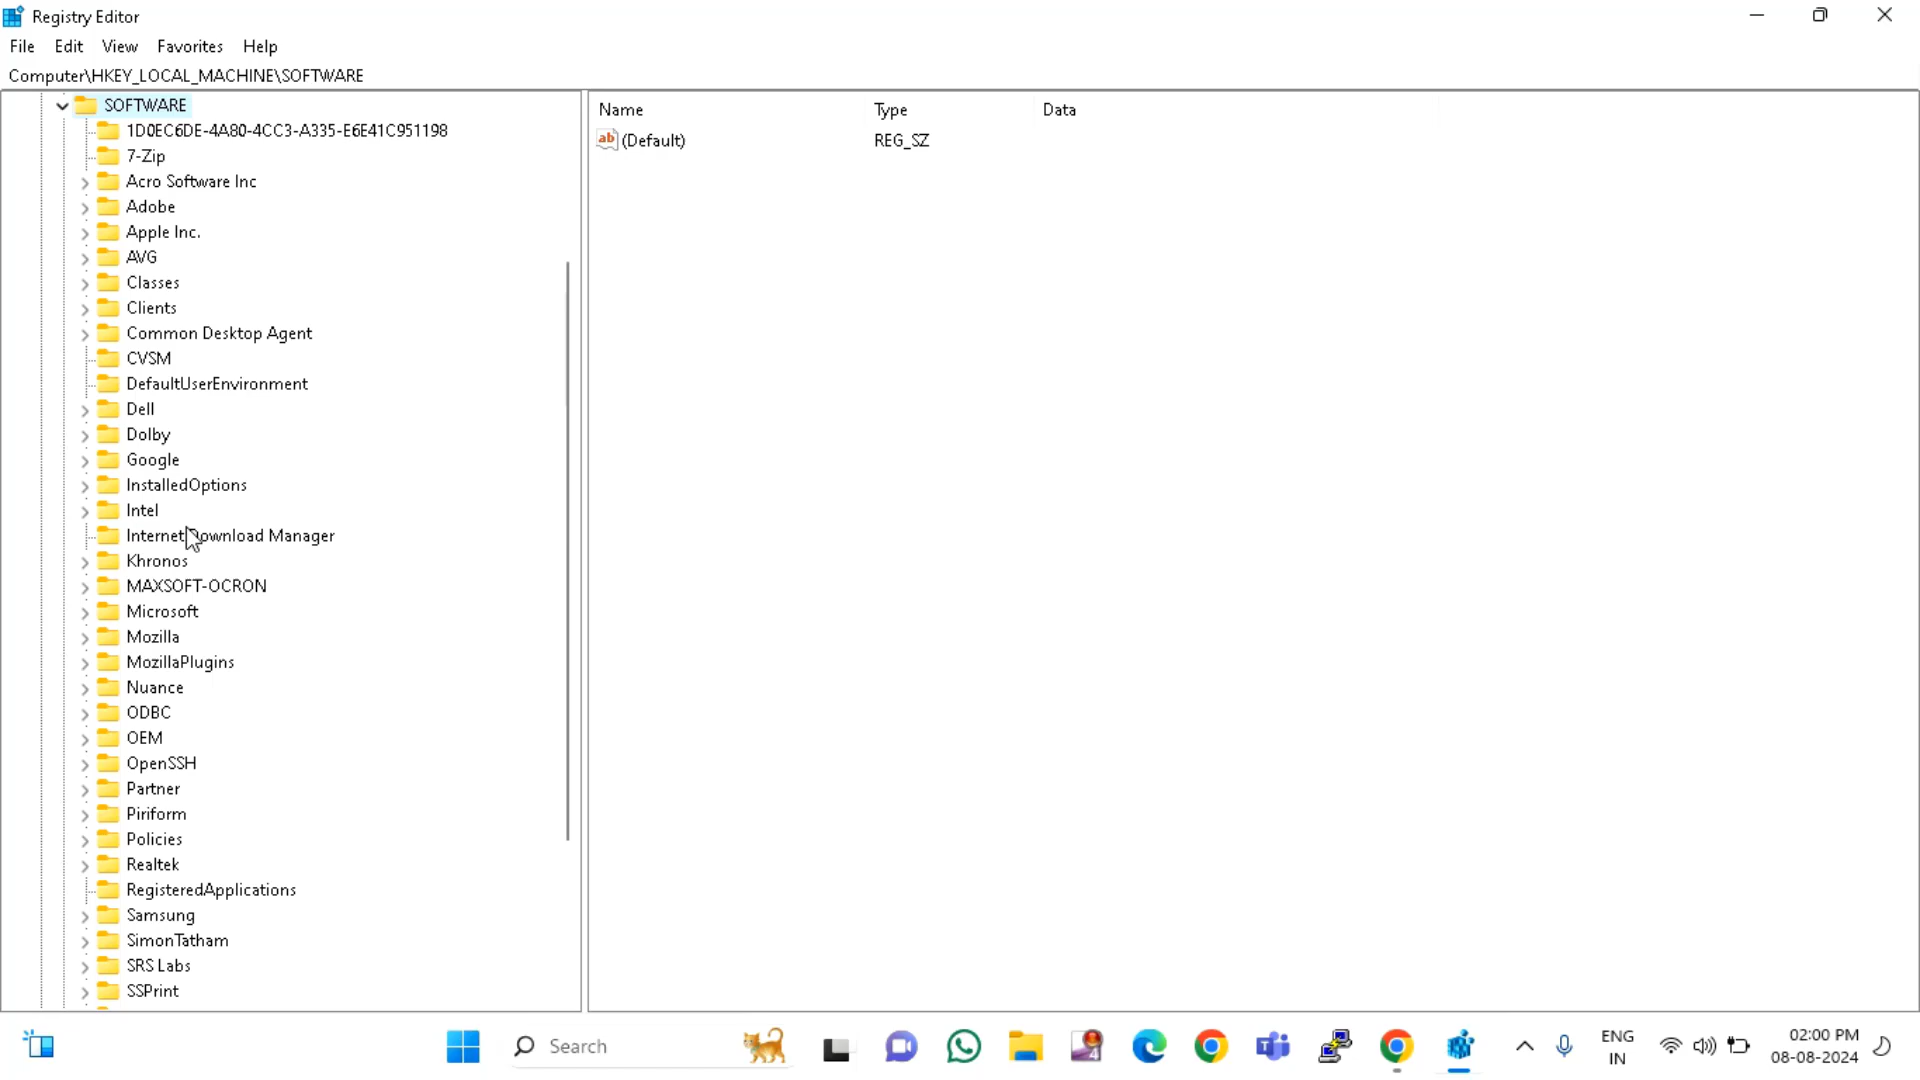 Registry Editor
File Edit View Favorites Help
Computer\HKEY_LOCAL_MACHINE\SOFTWARE
Name Type Data
(Default) REG_SZ
SOFTWARE
1D0EC6DE-4A80-4CC3-A335-E6E41C951198
7-Zip
Acro Software Inc
Adobe
Apple Inc.
AVG
Classes
Clients
Common Desktop Agent
CVSM
DefaultUserEnvironment
Dell
Dolby
Google
InstalledOptions
Intel
Internet Download Manager
Khronos
MAXSOFT-OCRON
Microsoft
Mozilla
MozillaPlugins
Nuance
ODBC
OEM
OpenSSH
Partner
Piriform
Policies
Realtek
RegisteredApplications
Samsung
SimonTatham
SRS Labs
SSPrint
Search
4
ENG
IN
02:00 PM
08-08-2024